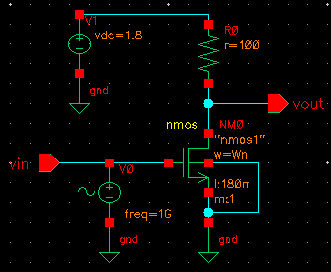 V1
vdc=1.8
R0
r=100
gnd
vout
nmos
NM0
"nmos1"
w=Wn
vin
V0
l:180n
m:1
freq=1G
gnd
gnd